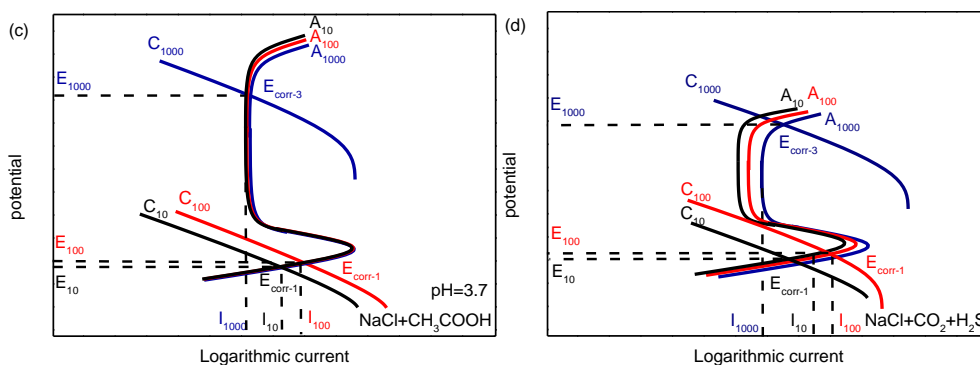 (c)
A10
A100
A1000
C1000
E1000
Ecorr-3
C100
C10
E100
E10
Ecorr-1
Ecorr-1
pH=3.7
I1000
I10
I100
NaCl+CH3COOH
potential
Logarithmic current
(d)
A10
A100
A1000
C1000
E1000
Ecorr-3
C100
C10
E100
E10
Ecorr-1
Ecorr-1
I1000
I10
I100
NaCl+CO2+H2S
potential
Logarithmic current